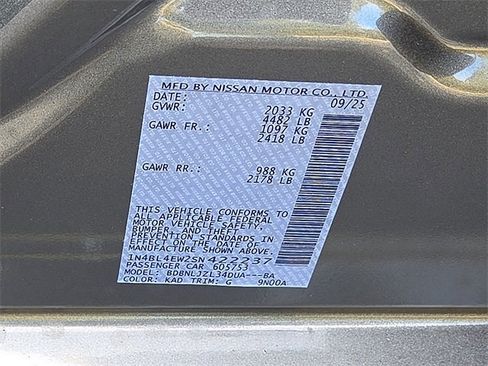 MFD BY NISSAN MOTOR CO., LTD.
DATE: 09/25
GVWR: 2033 KG
4482 LB
GAWR FR.: 1097 KG
2418 LB
GAWR RR.: 988 KG
2178 LB
THIS VEHICLE CONFORMS TO
ALL APPLICABLE FEDERAL
MOTOR VEHICLE SAFETY,
BUMPER, AND THEFT
PREVENTION STANDARDS IN
EFFECT ON THE DATE OF
MANUFACTURE SHOWN ABOVE.
1N4BL4EW2SN422237
PASSENGER CAR 605753
MODEL: BDBNLJZL34DUA---BA
COLOR: KAD TRIM: G 9N00A